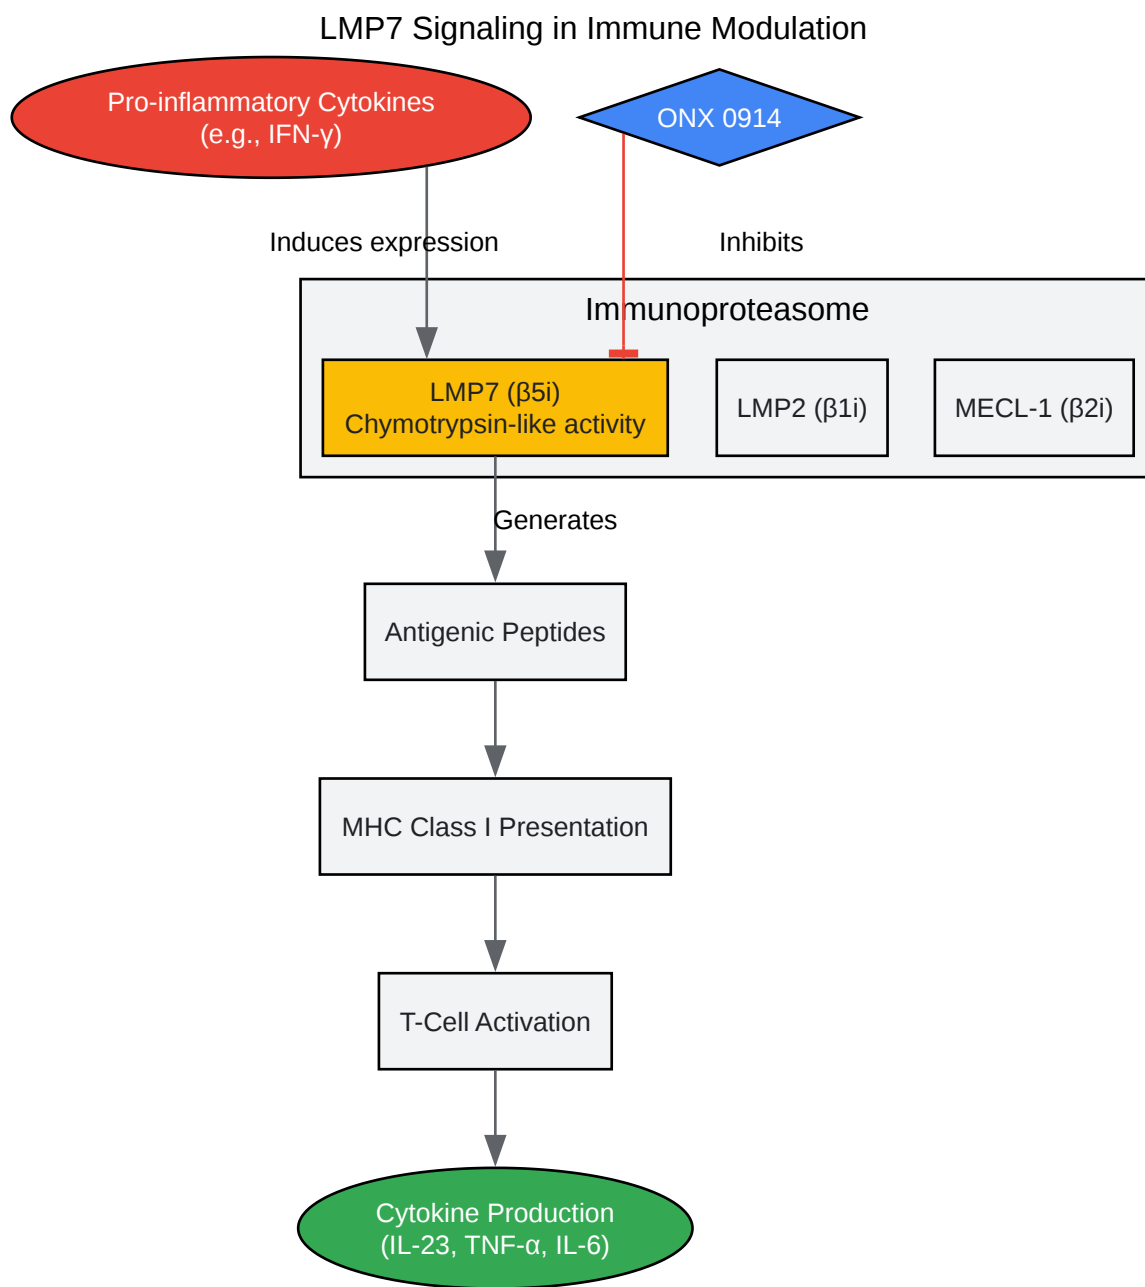 LMP7 Signaling in Immune Modulation
Pro-inflammatory Cytokines
(e.g., IFN-γ)
ONX 0914
Induces expression
Inhibits
Immunoproteasome
LMP7 (β5i)
Chymotrypsin-like activity
LMP2 (β1i)
MECL-1 (β2i)
Generates
Antigenic Peptides
MHC Class I Presentation
T-Cell Activation
Cytokine Production
(IL-23, TNF-α, IL-6)